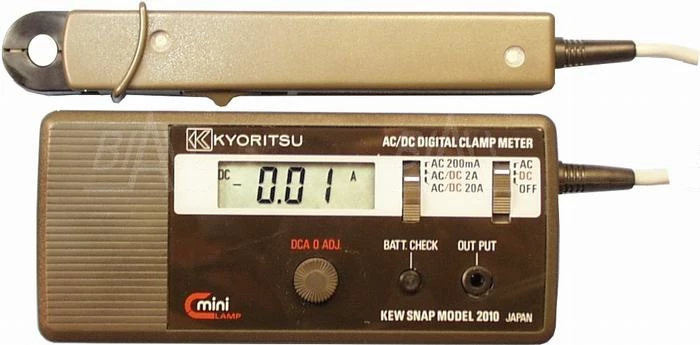 KYORITSU
AC/DC DIGITAL CLAMP METER
DC
-0.01 A
AC 200mA
AC/DC 2A
AC/DC 20A
AC
DC
OFF
DCA 0 ADJ.
BATT. CHECK
OUT PUT
mini
CLAMP
KEW SNAP MODEL 2010 JAPAN